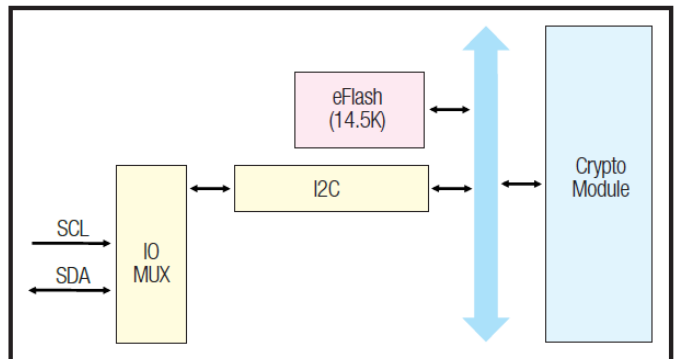 eFlash
(14.5K)
I2C
Crypto
Module
SCL
SDA
IO
MUX